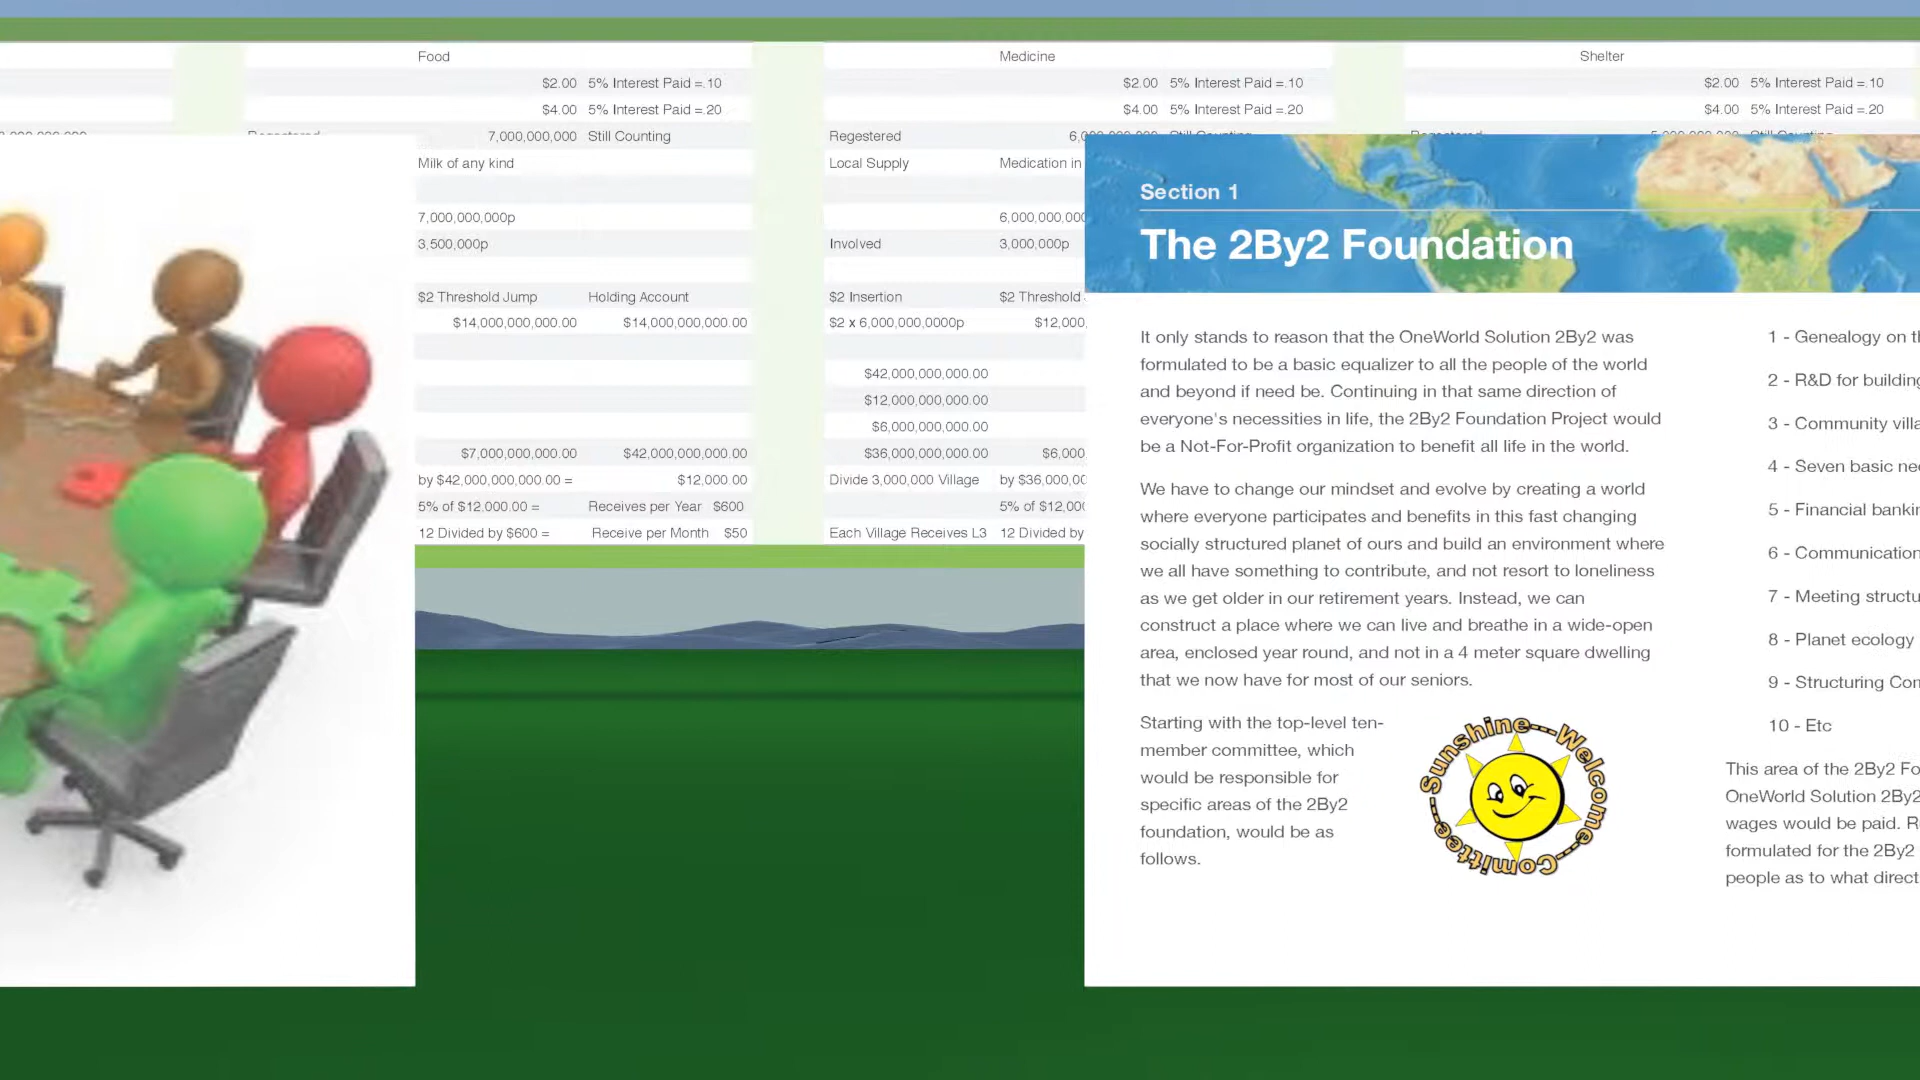 Food
$2.00 5% Interest Paid =.10
$4.00 5% Interest Paid =.20
7,000,000,000 Still Counting
Milk of any kind
7,000,000,000p
3,500,000p
$2 Threshold Jump Holding Account
$14,000,000,000.00 $14,000,000,000.00
$7,000,000,000.00 $42,000,000,000.00
by $42,000,000,000.00 = $12,000.00
5% of $12,000.00 = Receives per Year $600
12 Divided by $600 = Receive per Month $50
Medicine
$2.00 5% Interest Paid =.10
$4.00 5% Interest Paid =.20
Regestered
Local Supply Medication in
6,000,000,000
Involved 3,000,000p
$2 Insertion $2 Threshold
$2 x 6,000,000,0000p $12,000,
$42,000,000,000.00
$12,000,000,000.00
$6,000,000,000.00
$36,000,000,000.00 $6,000,
Divide 3,000,000 Village by $36,000,0
5% of $12,00
Each Village Receives L3 12 Divided by
Shelter
$2.00 5% Interest Paid =.10
$4.00 5% Interest Paid =.20
Section 1
The 2By2 Foundation
It only stands to reason that the OneWorld Solution 2By2 was
formulated to be a basic equalizer to all the people of the world
and beyond if need be. Continuing in that same direction of
everyone's necessities in life, the 2By2 Foundation Project would
be a Not-For-Profit organization to benefit all life in the world.
We have to change our mindset and evolve by creating a world
where everyone participates and benefits in this fast changing
socially structured planet of ours and build an environment where
we all have something to contribute, and not resort to loneliness
as we get older in our retirement years. Instead, we can
construct a place where we can live and breathe in a wide-open
area, enclosed year round, and not in a 4 meter square dwelling
that we now have for most of our seniors.
Starting with the top-level ten-
member committee, which
would be responsible for
specific areas of the 2By2
foundation, would be as
follows.
Sunshine---Welcome---Comittee---
1 - Genealogy on
2 - R&D for building
3 - Community
4 - Seven basic
5 - Financial
6 - Communication
7 - Meeting
8 - Planet ecology
9 - Structuring
10 - Etc
This area of the 2By2
OneWorld Solution 2By2
wages would be paid.
formulated for the 2By2
people as to what